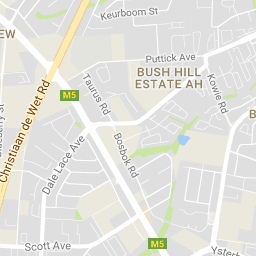 Keurboom St
EW
Puttick Ave
BUSH HILL
ESTATE AH
Kowie Rd
Taurus Rd
M5
Christiaan de Wet Rd
B
Bosbok Rd
Dale Lace Ave
Scott Ave
M5
Ysterh